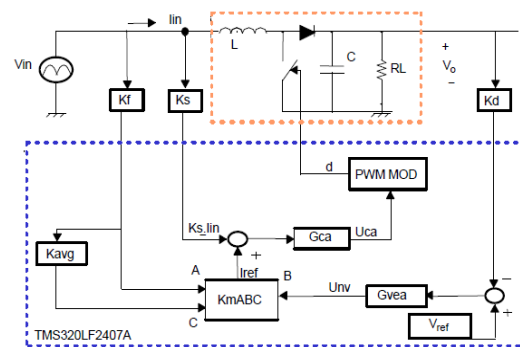 Iin
L
C
RL
+
Vo
−
Vin
Kf
Ks
Kd
d
PWM MOD
Ks_Iin
Gca
Uca
+
Iref
Kavg
A
B
KmABC
C
Unv
Gvea
−
+
Vref
TMS320LF2407A